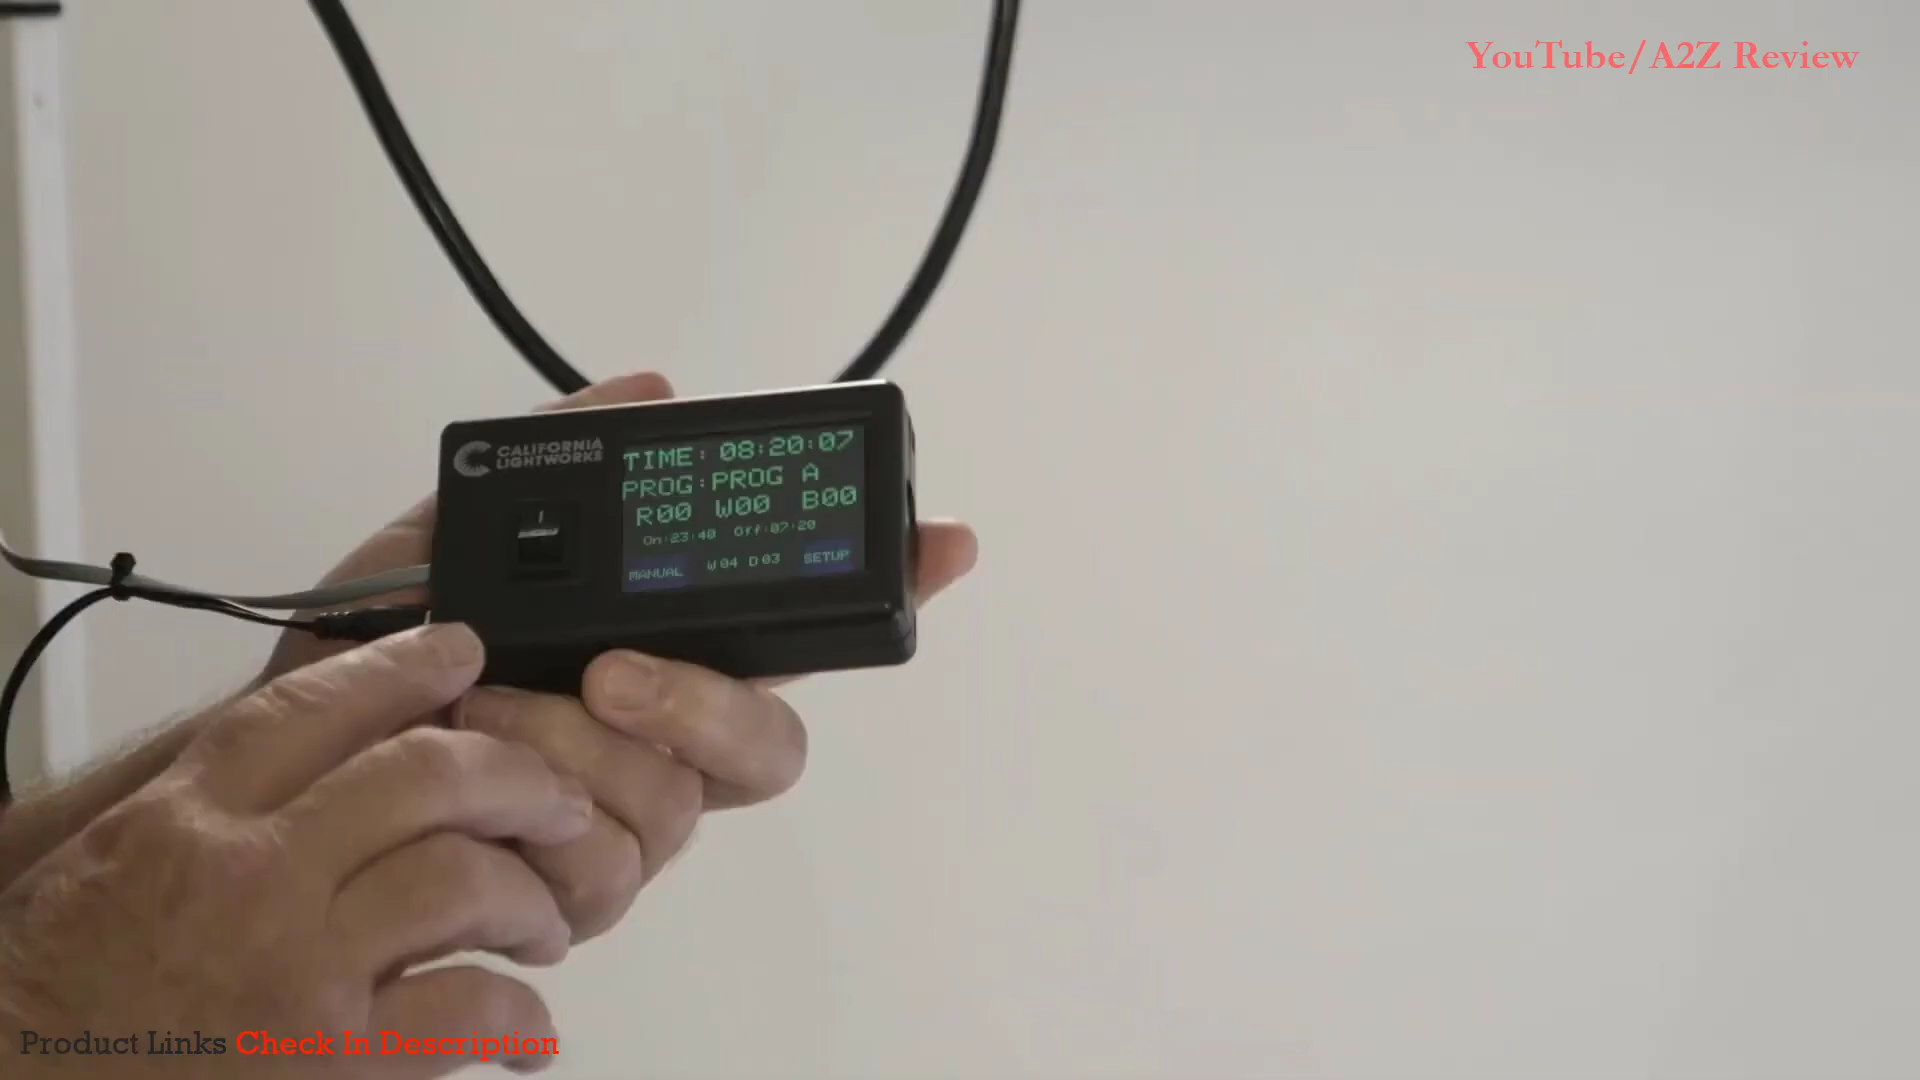 YouTube/A2Z Review
CALIFORNIA
LIGHTWORKS
TIME: 08:20:07
PROG:PROG A
R00 W00 B00
On:23:40 Off:07:20
MANUAL W04 D03 SETUP
Product Links Check In Description